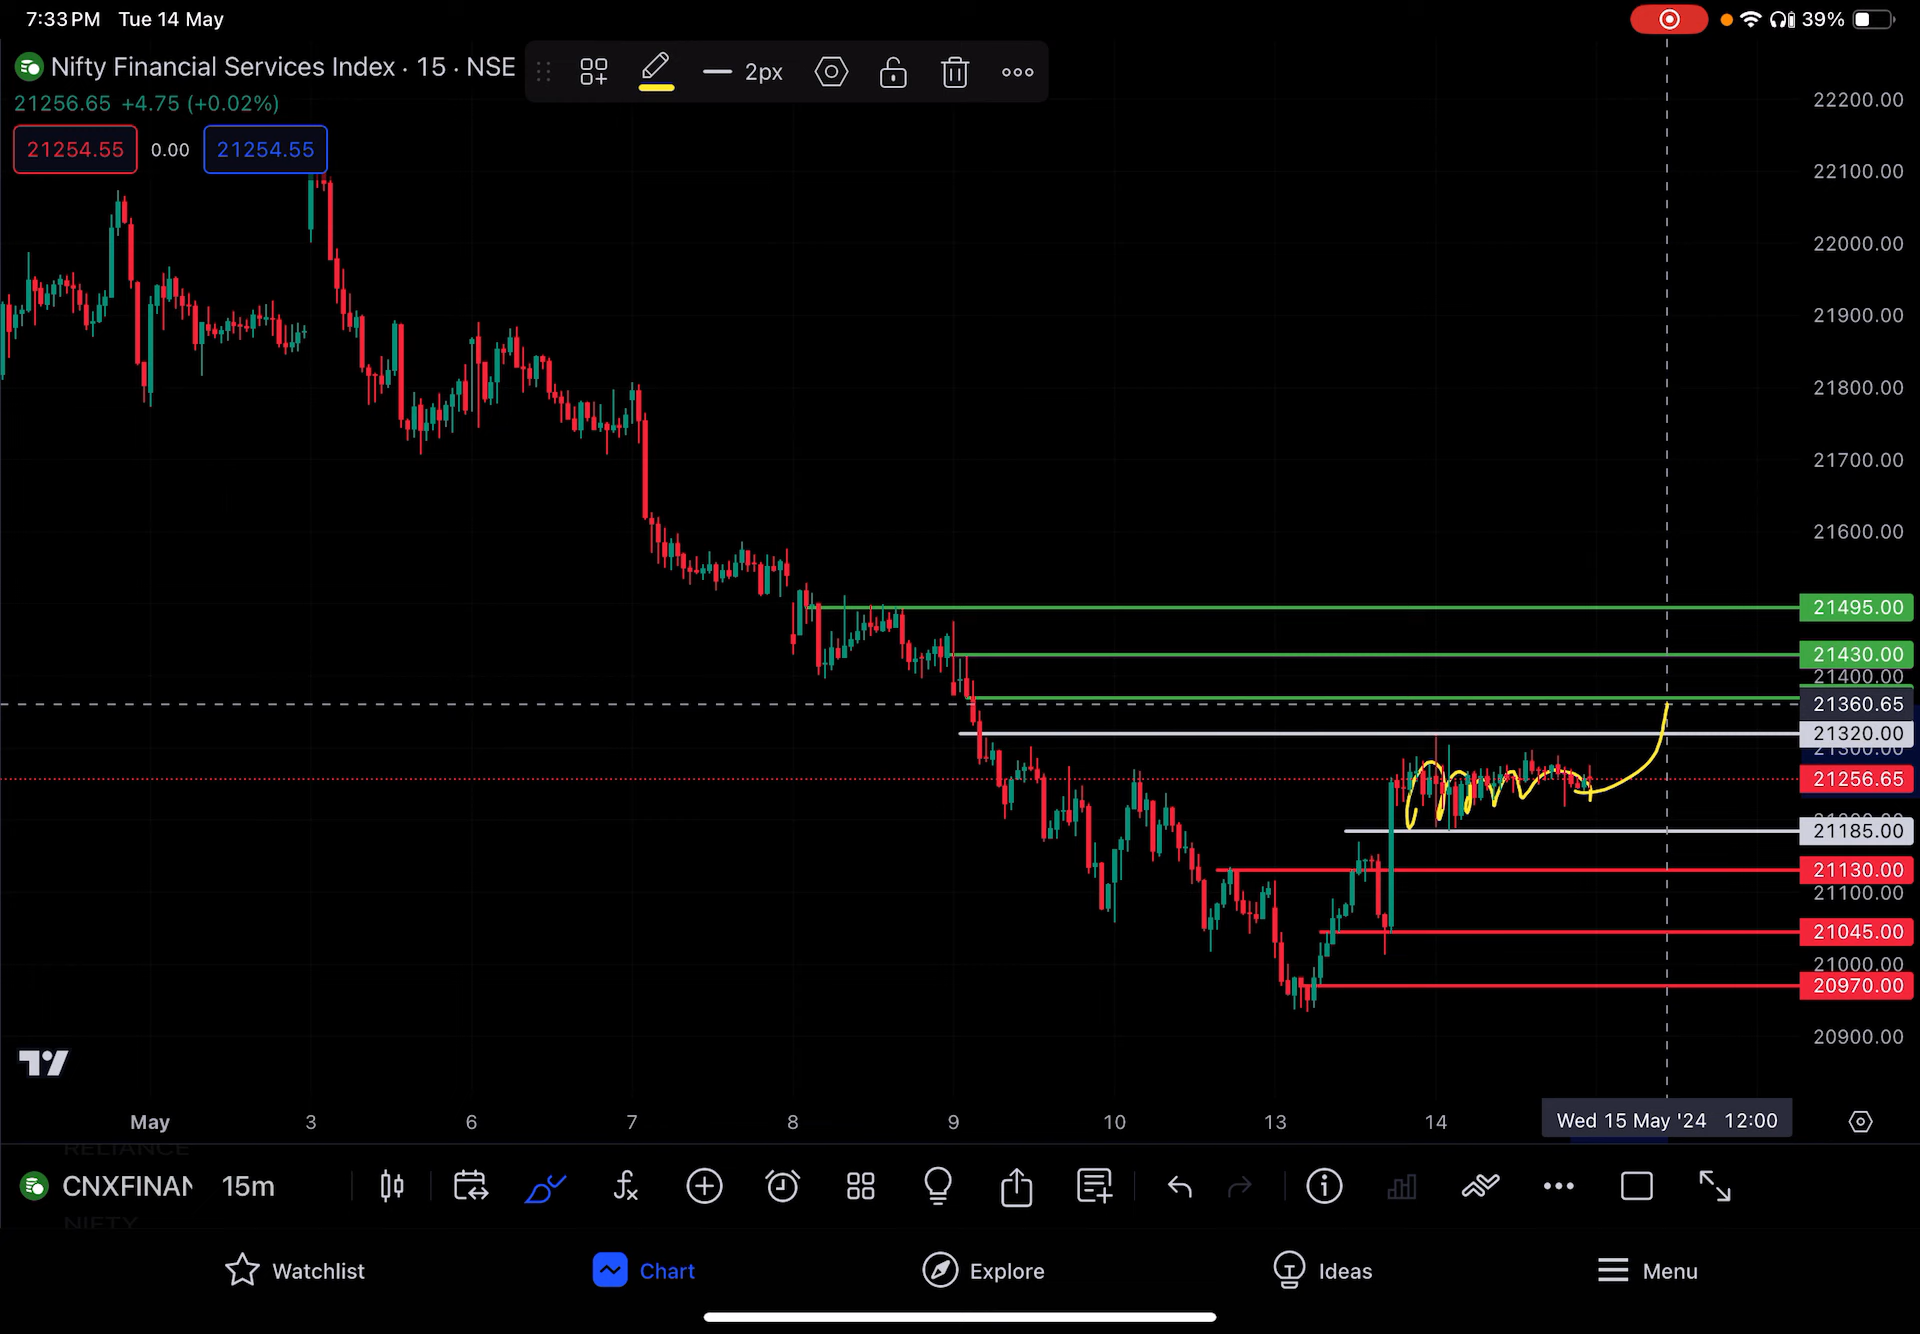 7:33 PM Tue 14 May
39%
Nifty Financial Services Index · 15 · NSE
2px
21256.65 +4.75 (+0.02%)
21254.55 0.00 21254.55
22200.00
22100.00
22000.00
21900.00
21800.00
21700.00
21600.00
21495.00
21430.00
21400.00
21360.65
21320.00
21300.00
21256.65
21185.00
21130.00
21100.00
21045.00
21000.00
20970.00
20900.00
May 3 6 7 8 9 10 13 14 Wed 15 May '24 12:00
RELIANCE
CNXFINAN 15m
NIFTY
Watchlist Chart Explore Ideas Menu